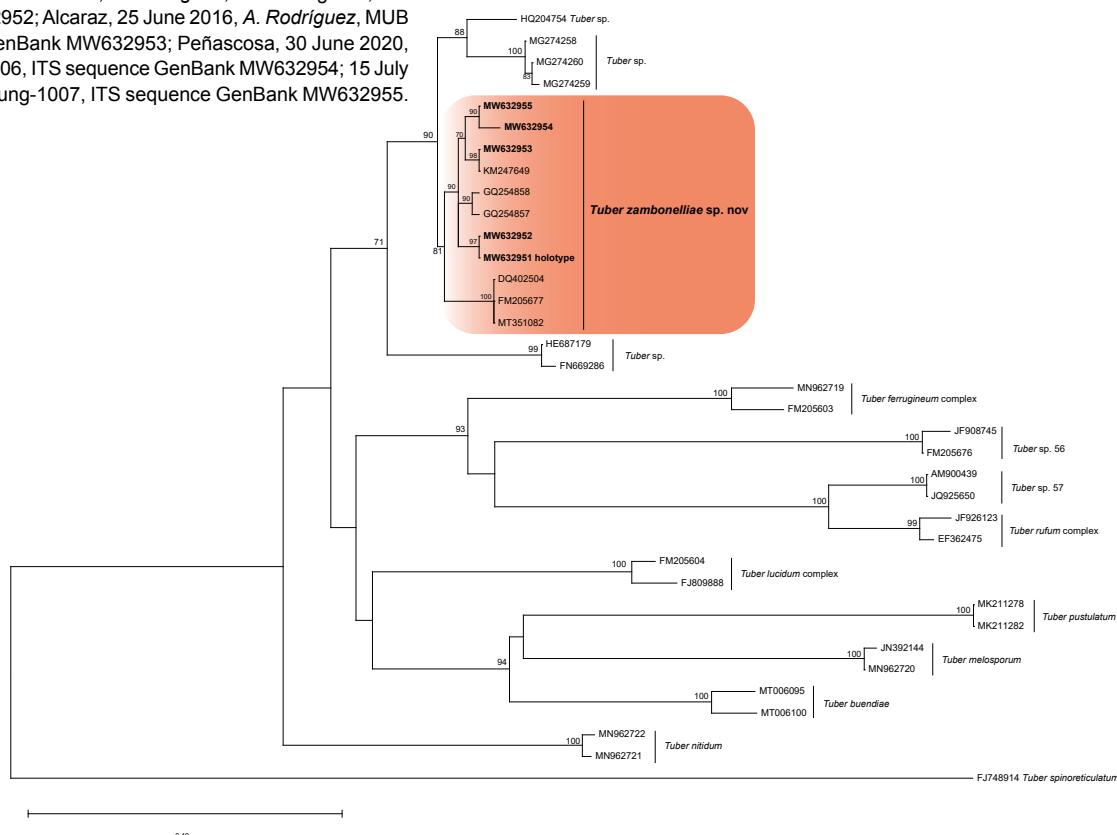 2952; Alcaraz, 25 June 2016, A. Rodríguez, MUB
GenBank MW632953; Peñascosa, 30 June 2020,
06, ITS sequence GenBank MW632954; 15 July
ung-1007, ITS sequence GenBank MW632955.
HQ204754 Tuber sp.
88
MG274258
100
MG274260
Tuber sp.
83
MG274259
MW632955
90
MW632954
90
70
MW632953
98
KM247649
90
GQ254858
90
GQ254857
Tuber zambonelliae sp. nov
MW632952
97
71
81
MW632951 holotype
DQ402504
100
FM205677
MT351082
HE687179
99
Tuber sp.
FN669286
MN962719
100
Tuber ferrugineum complex
FM205603
93
JF908745
100
Tuber sp. 56
FM205676
AM900439
100
Tuber sp. 57
JQ925650
100
JF926123
99
Tuber rufum complex
EF362475
FM205604
100
Tuber lucidum complex
FJ809888
MK211278
100
Tuber pustulatum
MK211282
JN392144
100
Tuber melosporum
94
MN962720
MT006095
100
Tuber buendiae
MT006100
MN962722
100
Tuber nitidum
MN962721
FJ748914 Tuber spinoreticulatum